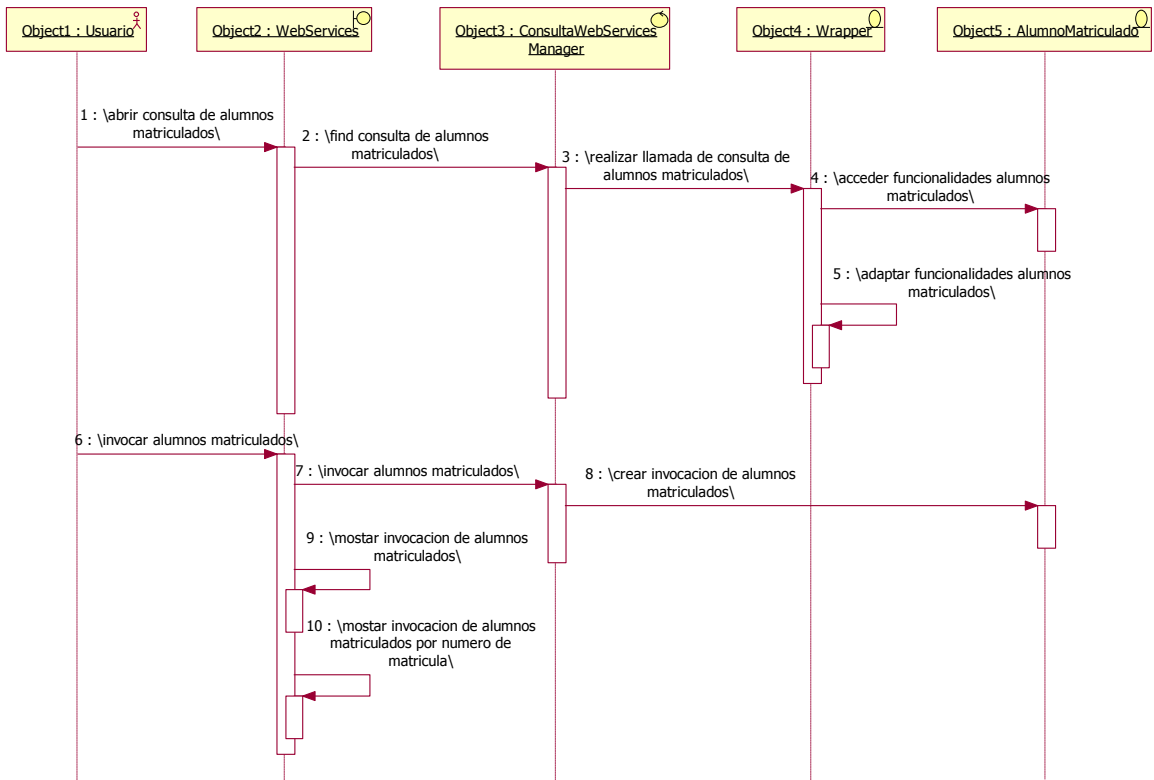 Object1 : Usuario
Object2 : WebServices
Object3 : ConsultaWebServices
Manager
Object4 : Wrapper
Object5 : AlumnoMatriculado
1 : \abrir consulta de alumnos
matriculados\
2 : \find consulta de alumnos
matriculados\
3 : \realizar llamada de consulta de
alumnos matriculados\
4 : \acceder funcionalidades alumnos
matriculados\
5 : \adaptar funcionalidades alumnos
matriculados\
6 : \invocar alumnos matriculados\
7 : \invocar alumnos matriculados\
8 : \crear invocacion de alumnos
matriculados\
9 : \mostar invocacion de alumnos
matriculados\
10 : \mostar invocacion de alumnos
matriculados por numero de
matricula\